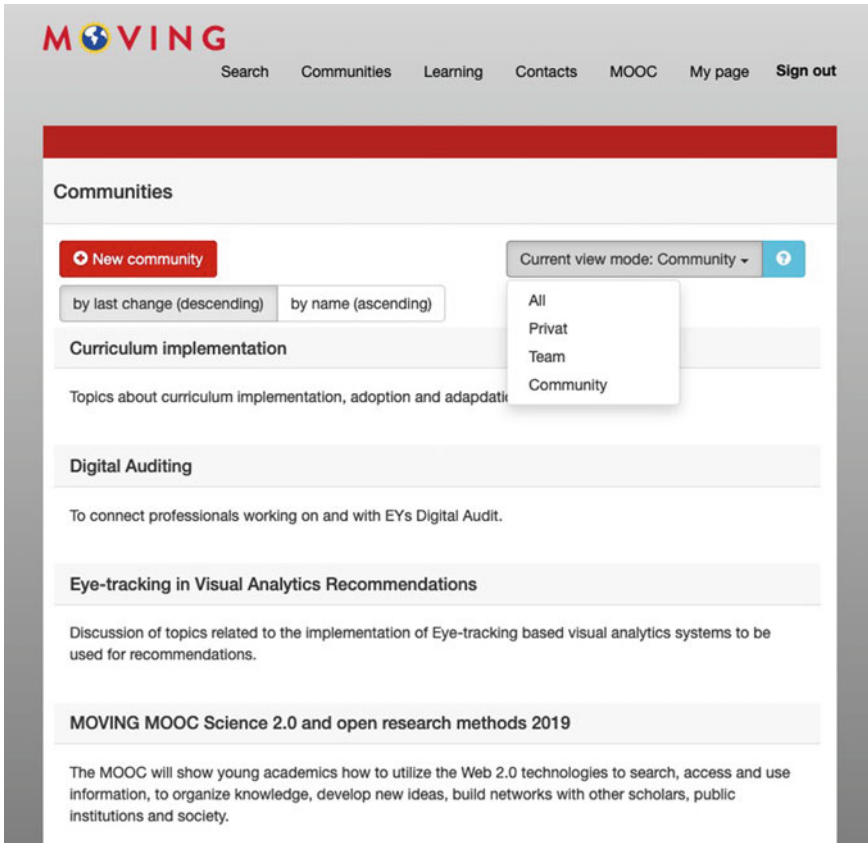 MOVING
Search Communities Learning Contacts MOOC My page Sign out
Communities
New community
Current view mode: Community
?
by last change (descending) by name (ascending)
All
Privat
Team
Community
Curriculum implementation
Topics about curriculum implementation, adoption and
Digital Auditing
To connect professionals working on and with EYs Digital Audit.
Eye-tracking in Visual Analytics Recommendations
Discussion of topics related to the implementation of Eye-tracking based visual analytics systems to be
used for recommendations.
MOVING MOOC Science 2.0 and open research methods 2019
The MOOC will show young academics how to utilize the Web 2.0 technologies to search, access and use
information, to organize knowledge, develop new ideas, build networks with other scholars, public
institutions and society.